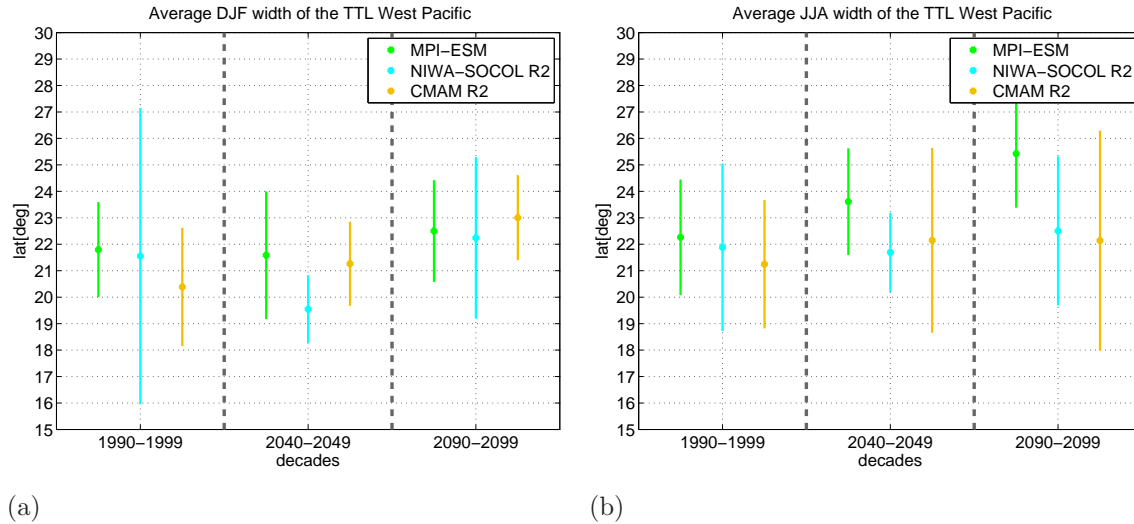 Average DJF width of the TTL West Pacific
30
29
28
27
26
25
24
23
22
21
20
19
18
17
16
15
lat[deg]
MPI−ESM
NIWA−SOCOL R2
CMAM R2
1990−1999
2040−2049
2090−2099
decades
(a)
Average JJA width of the TTL West Pacific
30
29
28
27
26
25
24
23
22
21
20
19
18
17
16
15
lat[deg]
MPI−ESM
NIWA−SOCOL R2
CMAM R2
1990−1999
2040−2049
2090−2099
decades
(b)